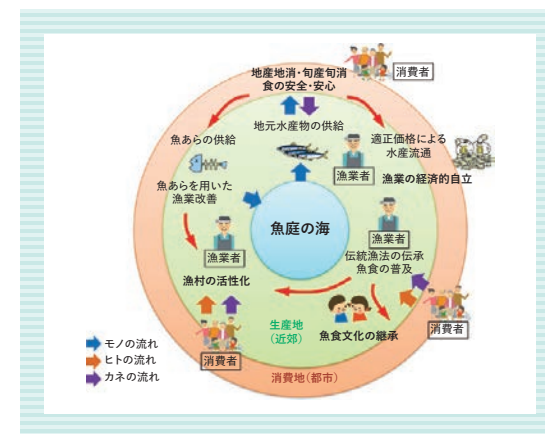 地産地消・旬産旬消
食の安全・安心
消費者
地元水産物の供給
魚あらの供給
適正価格による
水産流通
漁業者
漁業の経済的自立
魚あらを用いた
漁業改善
魚庭の海
漁業者
漁業者
伝統漁法の伝承
魚食の普及
漁村の活性化
生産地
(近郊)
魚食文化の継承
消費者
消費者
消費地(都市)
モノの流れ
ヒトの流れ
カネの流れ